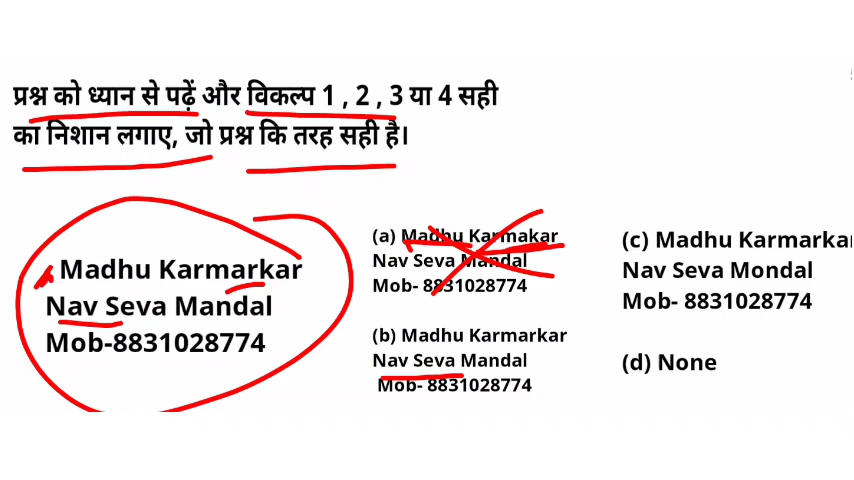 प्रश्न को ध्यान से पढ़ें और विकल्प 1 , 2 , 3 या 4 सही
का निशान लगाए, जो प्रश्न कि तरह सही है।
Madhu Karmarkar
Nav Seva Mandal
Mob-8831028774
(a) Madhu Karmakar
Nav Seva Mandal
Mob- 8831028774
(b) Madhu Karmarkar
Nav Seva Mandal
Mob- 8831028774
(c) Madhu Karmarkar
Nav Seva Mondal
Mob- 8831028774
(d) None